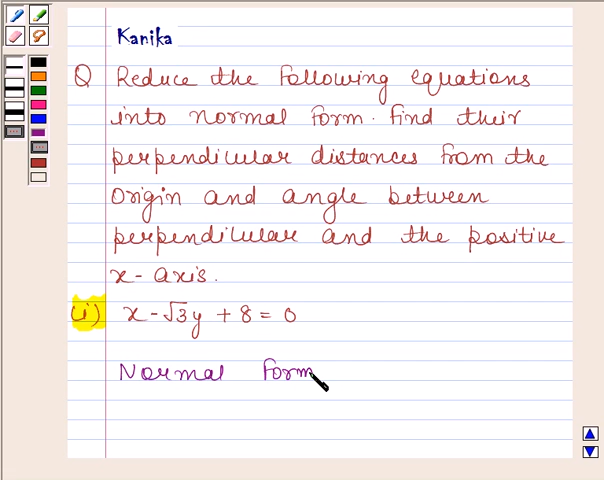 Kanika
Q Reduce the following equations
into normal form. Find their
perpendicular distances from the
origin and angle between
perpendicular and the positive
x- axis.
(i) x - √3y + 8 = 0
Normal Form